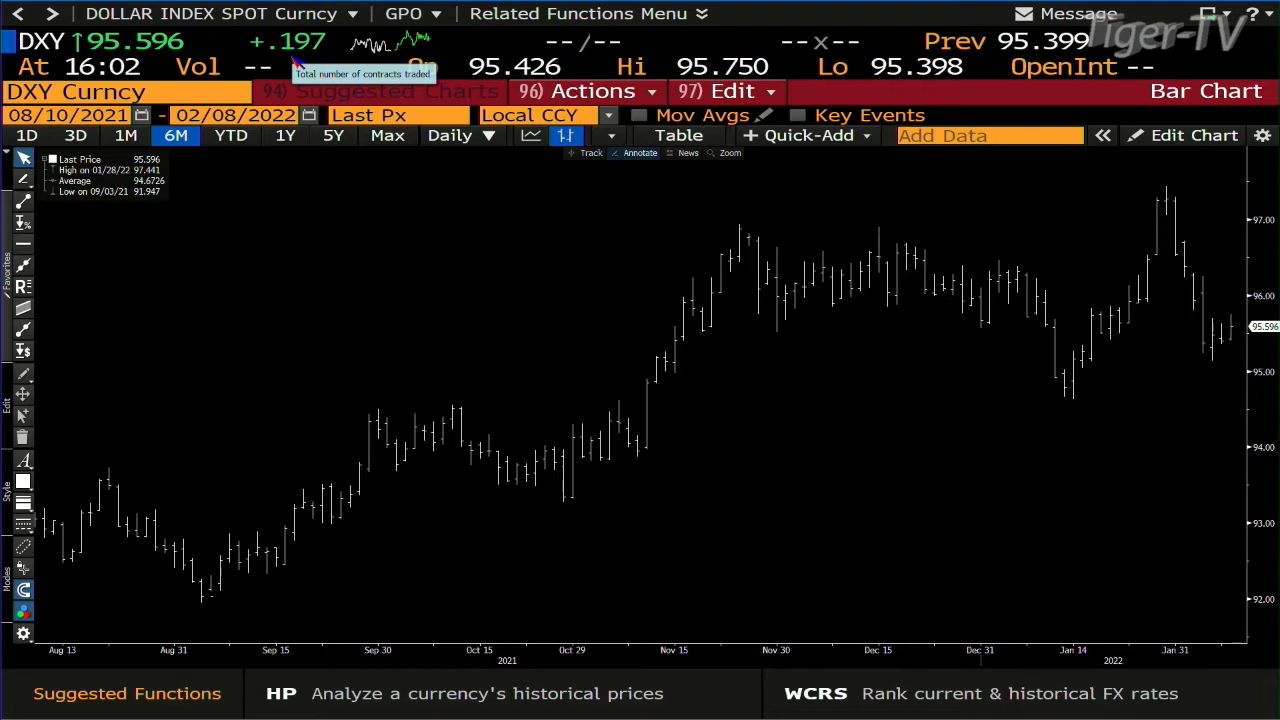 DOLLAR INDEX SPOT Curncy GPO Related Functions Menu Message ?
Tiger-TV
DXY ↑95.596 +.197 --/-- --x-- Prev 95.399
At 16:02 Vol -- 95.426 Hi 95.750 Lo 95.398 OpenInt --
Total number of contracts traded
DXY Curncy 94) Suggested Charts 96) Actions 97) Edit Bar Chart
08/10/2021 - 02/08/2022 Last Px Local CCY Mov Avgs Key Events
1D 3D 1M 6M YTD 1Y 5Y Max Daily Table + Quick-Add Add Data « Edit Chart
Track Annotate News Zoom
Last Price 95.596
High on 01/28/22 97.441
Average 94.6726
Low on 09/03/21 91.947
97.00
96.00
95.596
95.00
94.00
93.00
92.00
Favorites
Edit
Style
Modes
Aug 13 Aug 31 Sep 15 Sep 30 Oct 15 Oct 29 Nov 15 Nov 30 Dec 15 Dec 31 Jan 14 Jan 31
2021 2022
Suggested Functions HP Analyze a currency's historical prices WCRS Rank current & historical FX rates